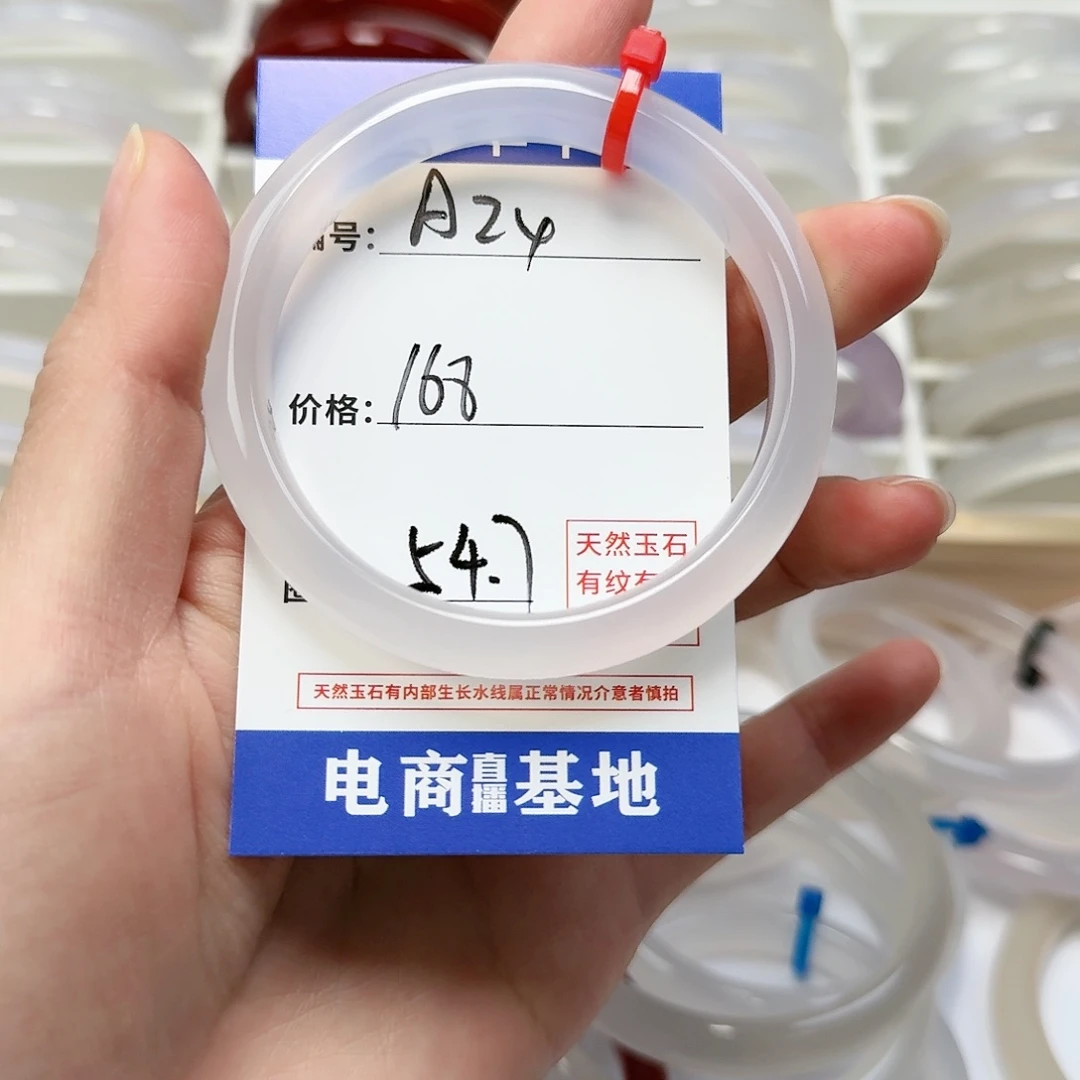 号: A24
价格: 168
54.7
天然玉石
有纹
天然玉石有内部生长水线属正常情况介意者慎拍
电商直播基地